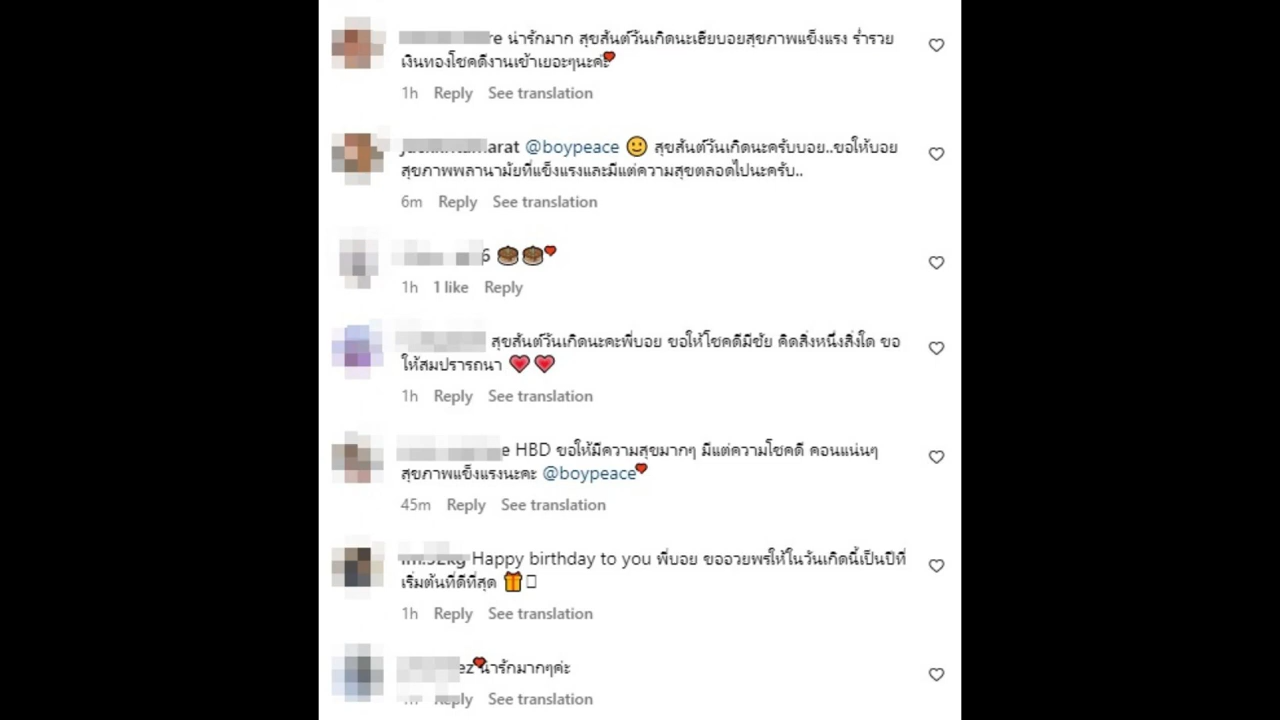 น่ารักมาก สุขสันต์วันเกิดนะเฮียบอยสุขภาพแข็งแรง ร่ำรวย
เงินทองโชคดีงานเข้าเยอะๆนะค่ะ❣
1h Reply See translation
@boypeace 🙂 สุขสันต์วันเกิดนะครับบอย..ขอให้บอย
สุขภาพพลานามัยที่แข็งแรงและมีแต่ความสุขตลอดไปนะครับ..
6m Reply See translation
6 🎂🎂❤
1h 1 like Reply
สุขสันต์วันเกิดนะคะพี่บอย ขอให้โชคดีมีชัย คิดสิ่งหนึ่งสิ่งใด ขอ
ให้สมปรารถนา 💗💗
1h Reply See translation
HBD ขอให้มีความสุขมากๆ มีแต่ความโชคดี คอนแน่นๆ
สุขภาพแข็งแรงนะคะ @boypeace❤
45m Reply See translation
Happy birthday to you พี่บอย ขออวยพรให้ในวันเกิดนี้เป็นปีที่
เริ่มต้นที่ดีที่สุด 🎁
1h Reply See translation
ez ❤น่ารักมากๆค่ะ
Reply See translation